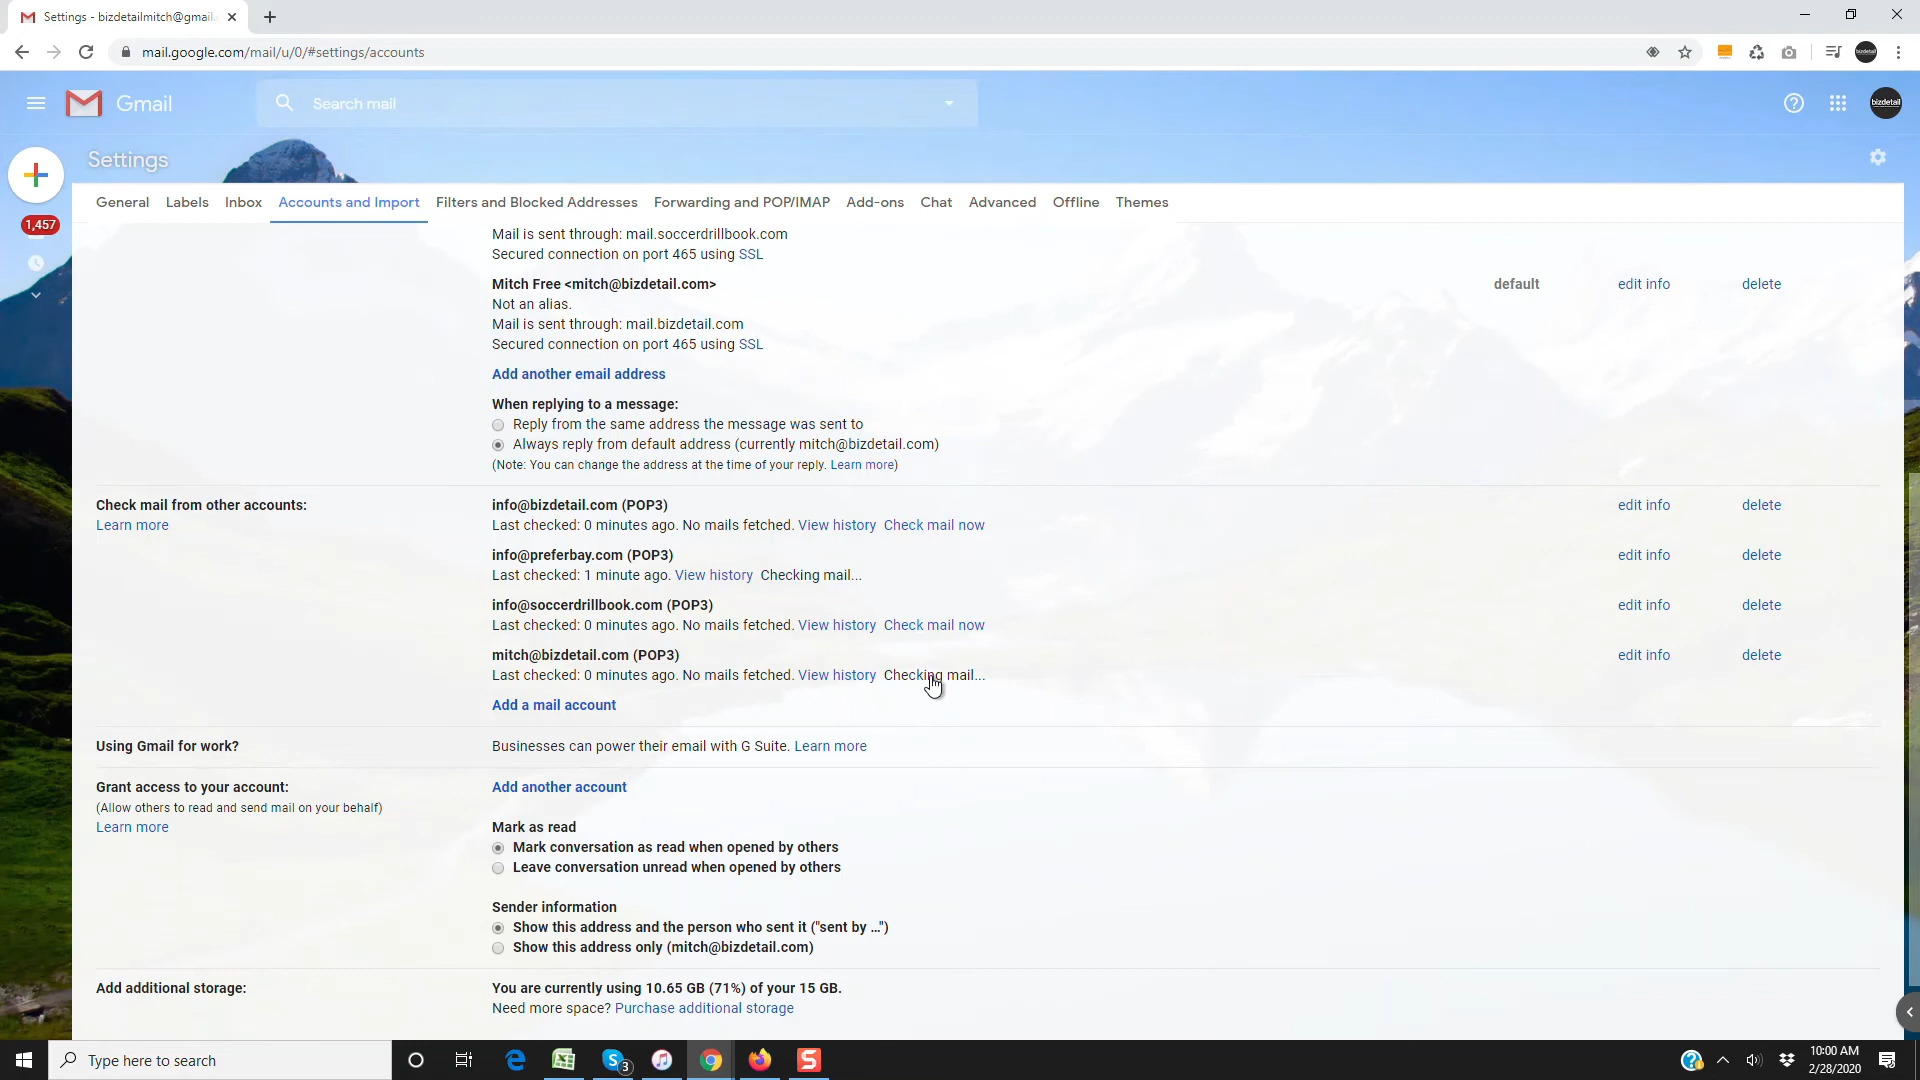 Settings - bizdetailmitch@gmail.
mail.google.com/mail/u/0/#settings/accounts
bizdetail
Gmail
Search mail
bizdetail
Settings
General Labels Inbox Accounts and Import Filters and Blocked Addresses Forwarding and POP/IMAP Add-ons Chat Advanced Offline Themes
1,457
Mail is sent through: mail.soccerdrillbook.com
Secured connection on port 465 using SSL
Mitch Free <mitch@bizdetail.com> default edit info delete
Not an alias.
Mail is sent through: mail.bizdetail.com
Secured connection on port 465 using SSL
Add another email address
When replying to a message:
Reply from the same address the message was sent to
Always reply from default address (currently mitch@bizdetail.com)
(Note: You can change the address at the time of your reply. Learn more)
Check mail from other accounts: info@bizdetail.com (POP3) edit info delete
Learn more Last checked: 0 minutes ago. No mails fetched. View history Check mail now
info@preferbay.com (POP3) edit info delete
Last checked: 1 minute ago. View history Checking mail...
info@soccerdrillbook.com (POP3) edit info delete
Last checked: 0 minutes ago. No mails fetched. View history Check mail now
mitch@bizdetail.com (POP3) edit info delete
Last checked: 0 minutes ago. No mails fetched. View history Checking mail...
Add a mail account
Using Gmail for work? Businesses can power their email with G Suite. Learn more
Grant access to your account: Add another account
(Allow others to read and send mail on your behalf)
Learn more Mark as read
Mark conversation as read when opened by others
Leave conversation unread when opened by others
Sender information
Show this address and the person who sent it ("sent by ...")
Show this address only (mitch@bizdetail.com)
Add additional storage: You are currently using 10.65 GB (71%) of your 15 GB.
Need more space? Purchase additional storage
Type here to search
3
10:00 AM
2/28/2020